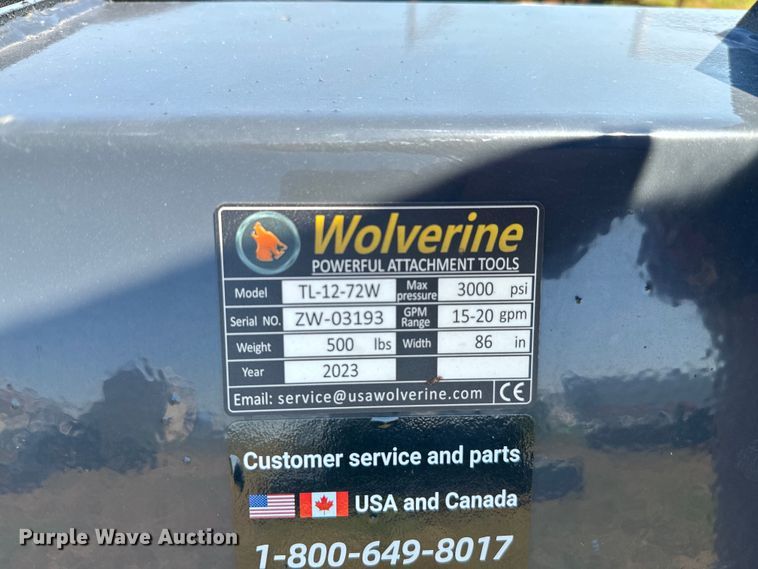 Wolverine
POWERFUL ATTACHMENT TOOLS
Model TL-12-72W Max pressure 3000 psi
Serial NO. ZW-03193 GPM Range 15-20 gpm
Weight 500 lbs Width 86 in
Year 2023
Email: service@usawolverine.com CE
Customer service and parts
USA and Canada
1-800-649-8017
Purple Wave Auction®